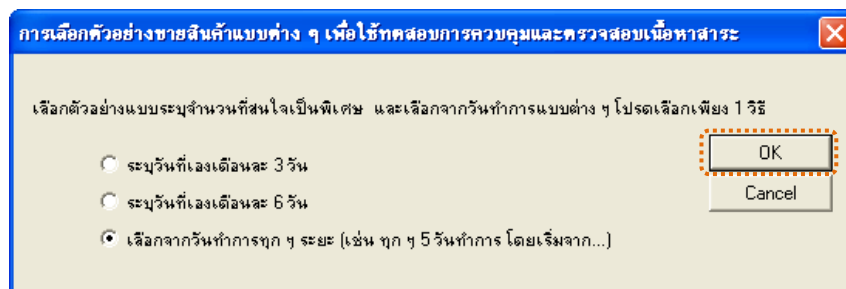 การเลือกตัวอย่างขายสินค้าแบบต่าง ๆ เพื่อใช้ทดสอบการควบคุมและตรวจสอบเนื้อหาสาระ
เลือกตัวอย่างแบบระบุจำนวนที่สนใจเป็นพิเศษ และเลือกจากวันทำการแบบต่าง ๆ โปรดเลือกเพียง 1 วิธี
OK
ระบุวันที่เองเดือนละ 3 วัน
Cancel
ระบุวันที่เองเดือนละ 6 วัน
เลือกจากวันทำการทุก ๆ ระยะ (เช่น ทุก ๆ 5 วันทำการ โดยเริ่มจาก...)